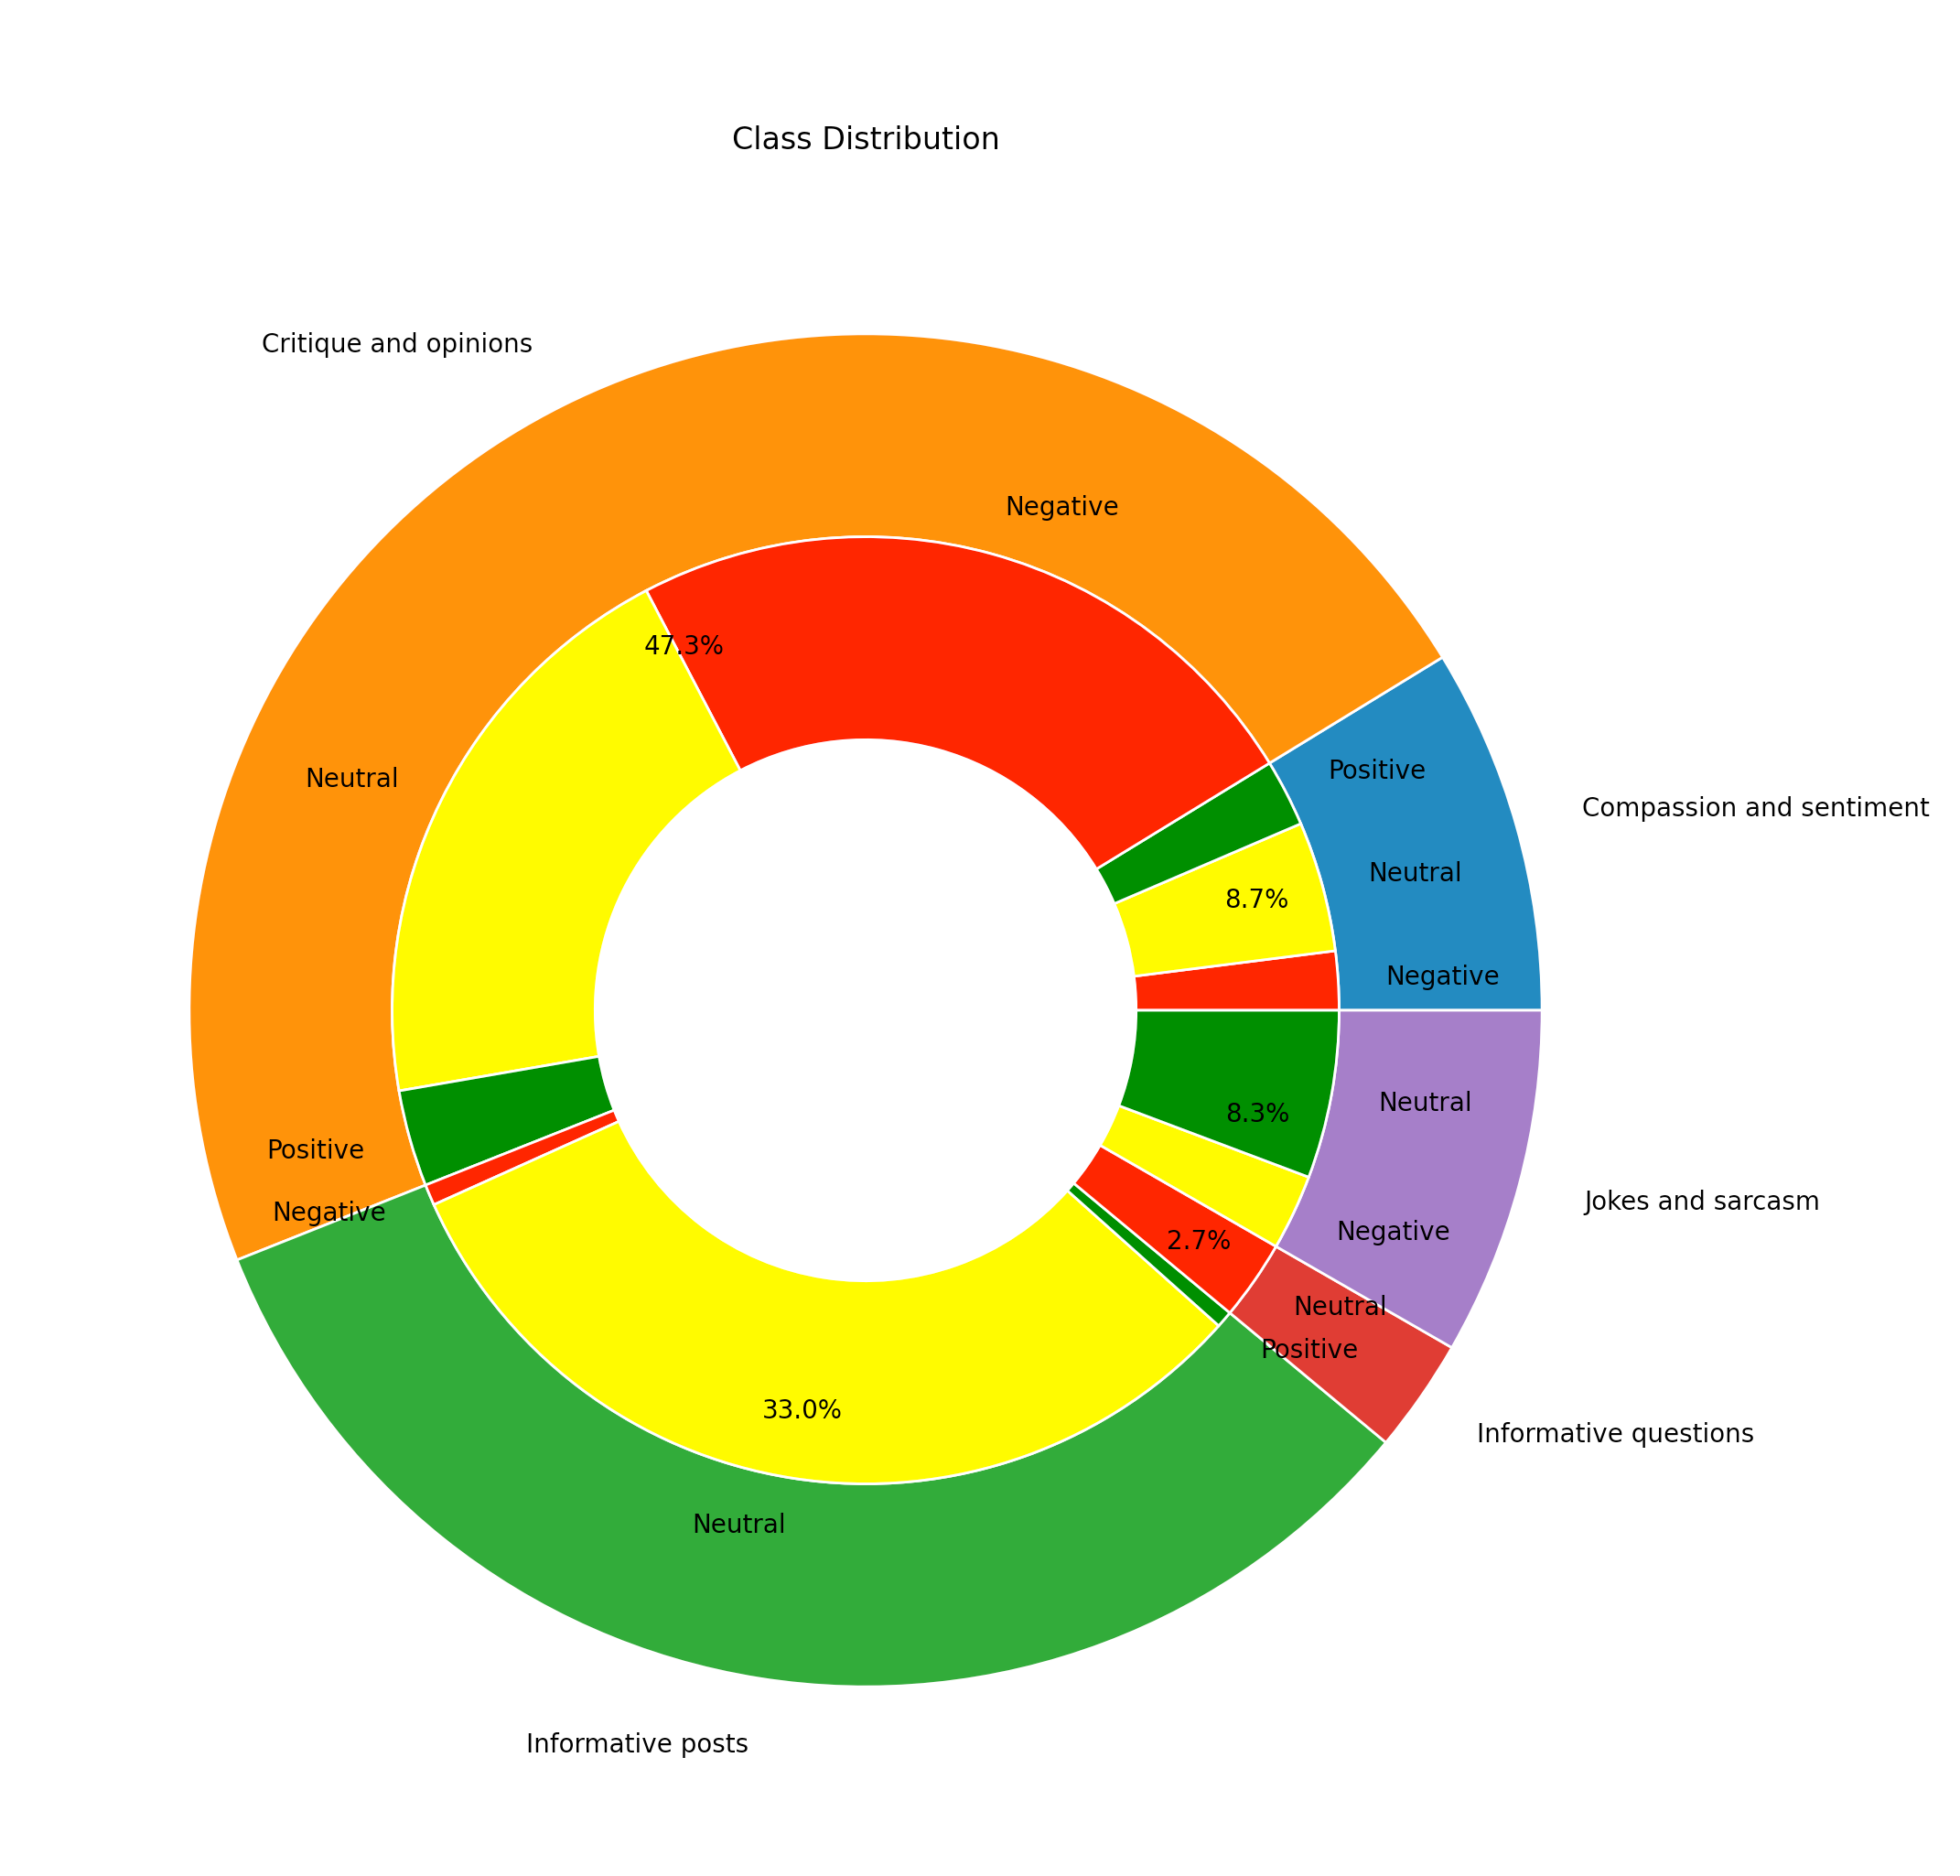 Class Distribution
Critique and opinions
Negative
47.3%
Positive
Neutral
Compassion and sentiment
Neutral
8.7%
Negative
Neutral
8.3%
Positive
Jokes and sarcasm
Negative
Negative
2.7%
Neutral
Positive
33.0%
Informative questions
Neutral
Informative posts